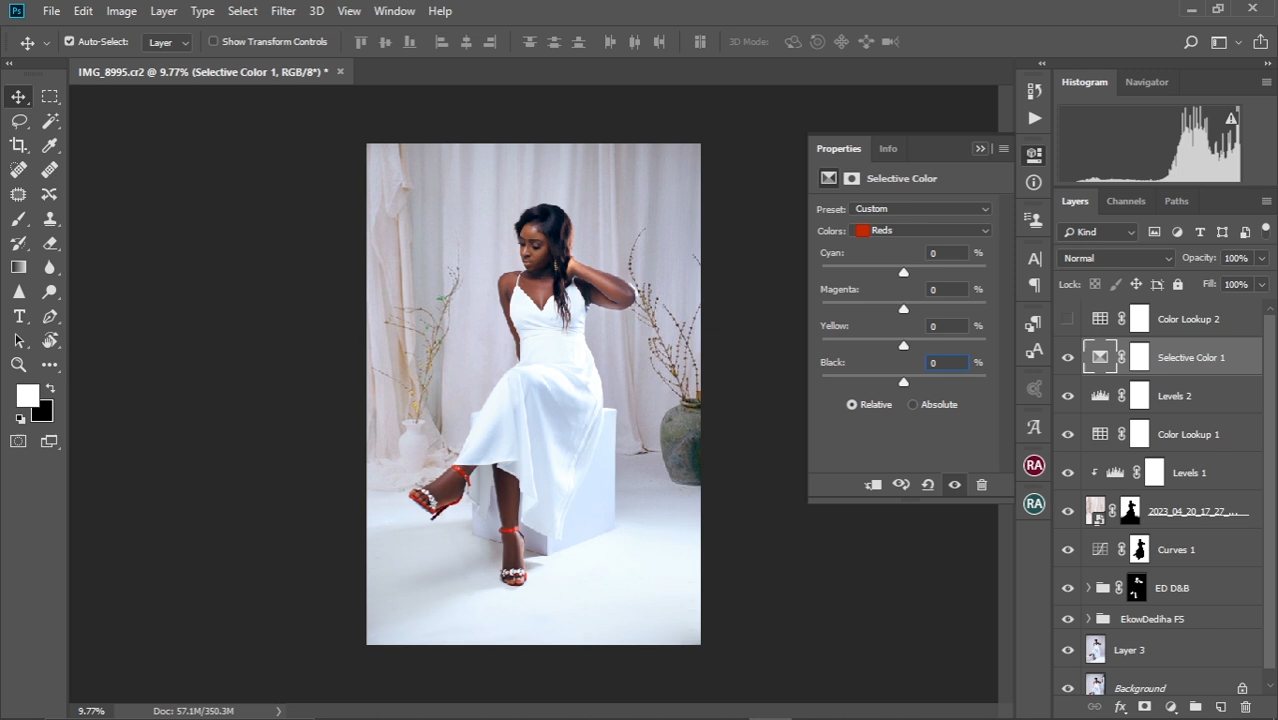 Ps File Edit Image Layer Type Select Filter 3D View Window Help
Auto-Select: Layer Show Transform Controls 3D Mode:
IMG_8995.cr2 @ 9.77% (Selective Color 1, RGB/8*) *
Histogram Navigator
Properties Info
Selective Color
Preset: Custom
Colors: Reds
Cyan: 0 %
Magenta: 0 %
Yellow: 0 %
Black: 0 %
Relative Absolute
Layers Channels Paths
Kind
Normal Opacity: 100%
Lock: Fill: 100%
Color Lookup 2
Selective Color 1
Levels 2
Color Lookup 1
Levels 1
2023_04_20_17_27_...
Curves 1
ED D&B
EkowDediha FS
Layer 3
Background
RA
RA
9.77% Doc: 57.1M/350.3M